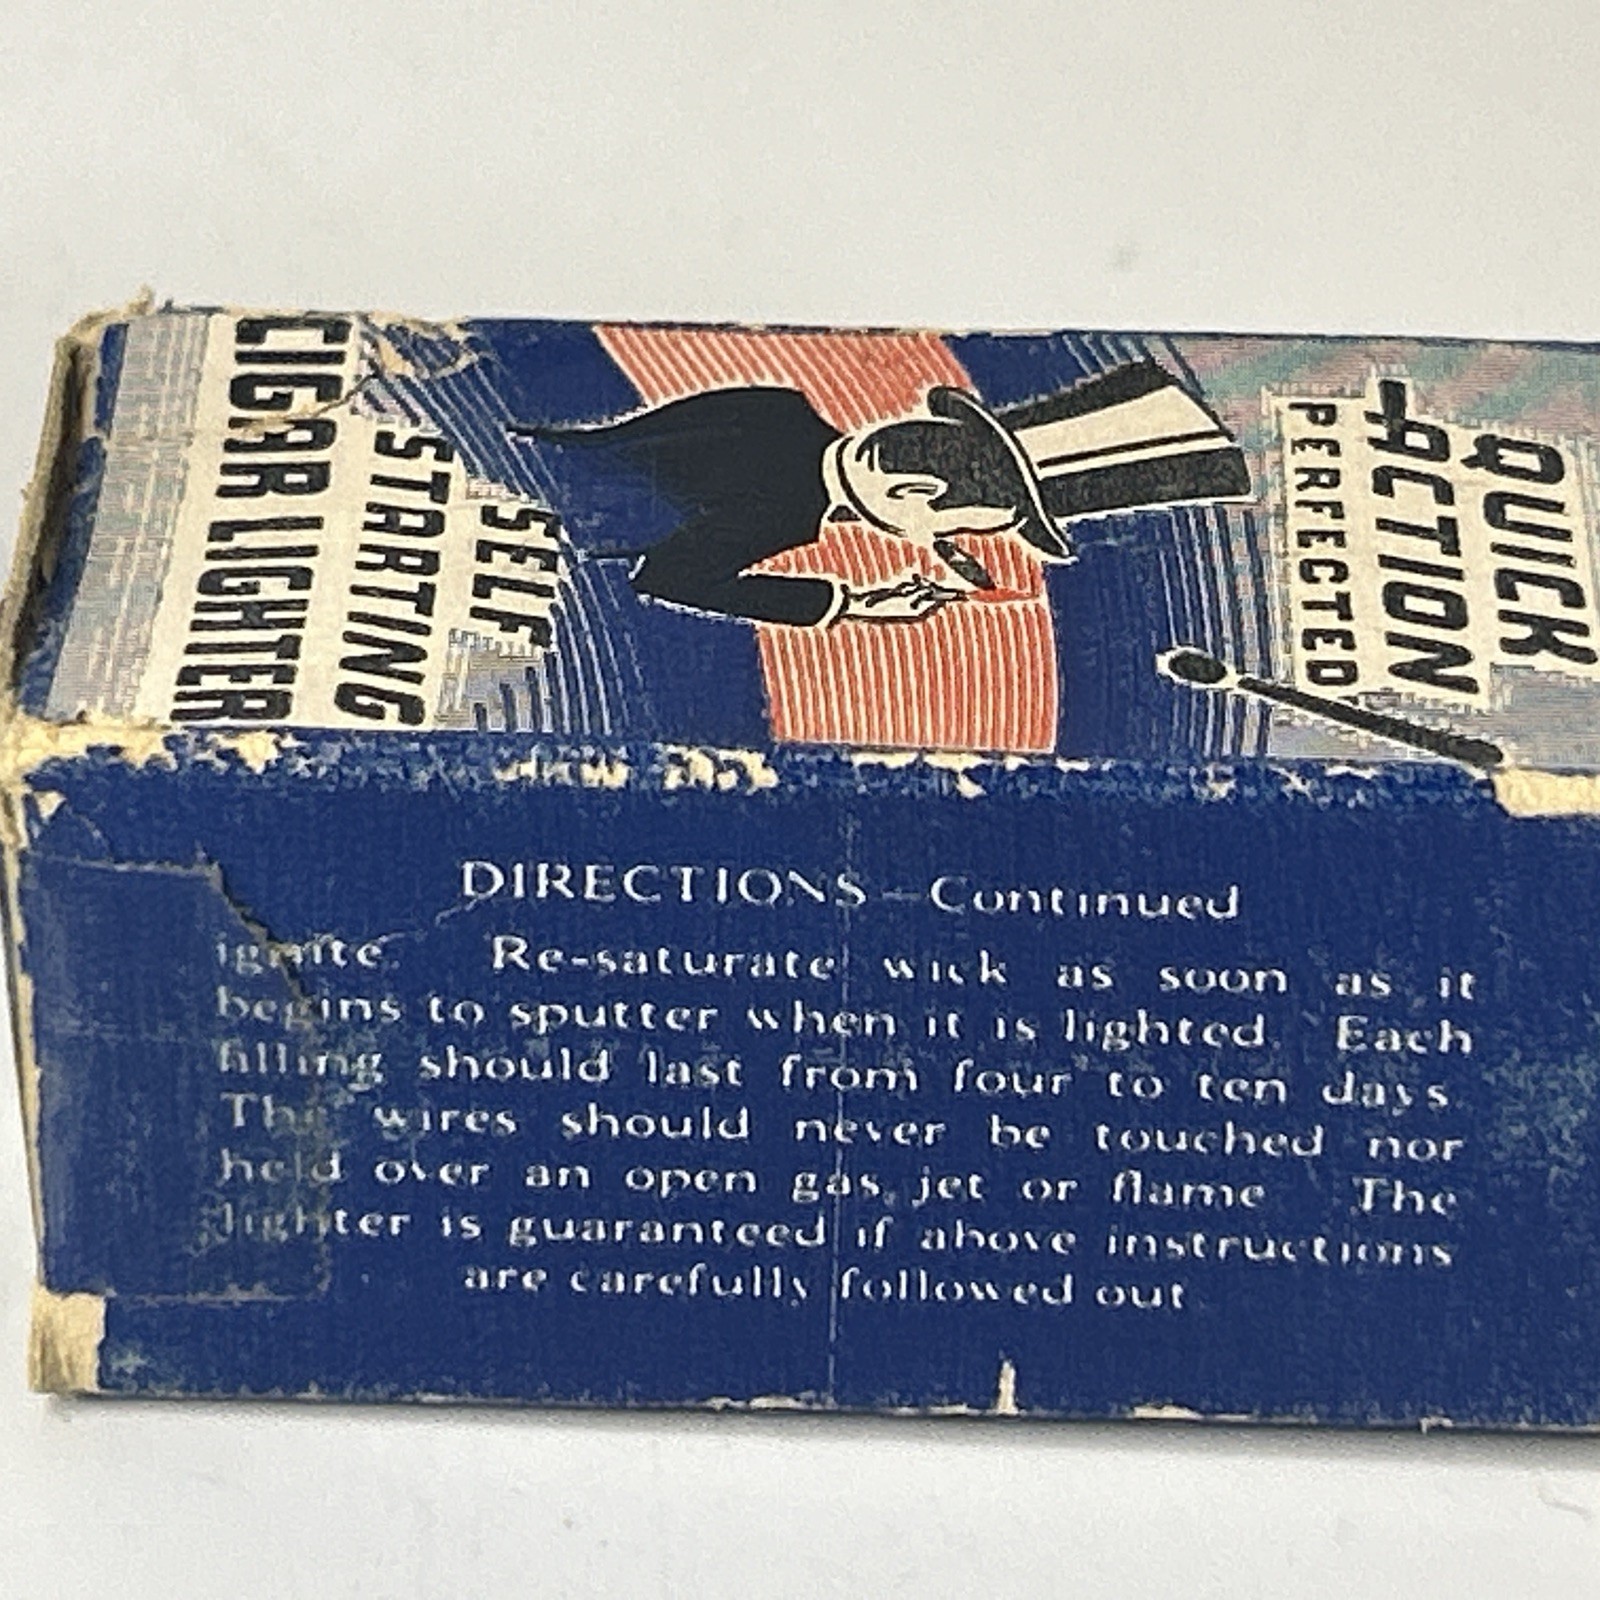 QUICK
-ACTION
PERFECTED
SELF
STARTING
CIGAR LIGHTER
DIRECTIONS—Continued
ignite. Re-saturate wick as soon as it
begins to sputter when it is lighted. Each
filling should last from four to ten days.
The wires should never be touched nor
held over an open gas jet or flame The
lighter is guaranteed if above instructions
are carefully followed out